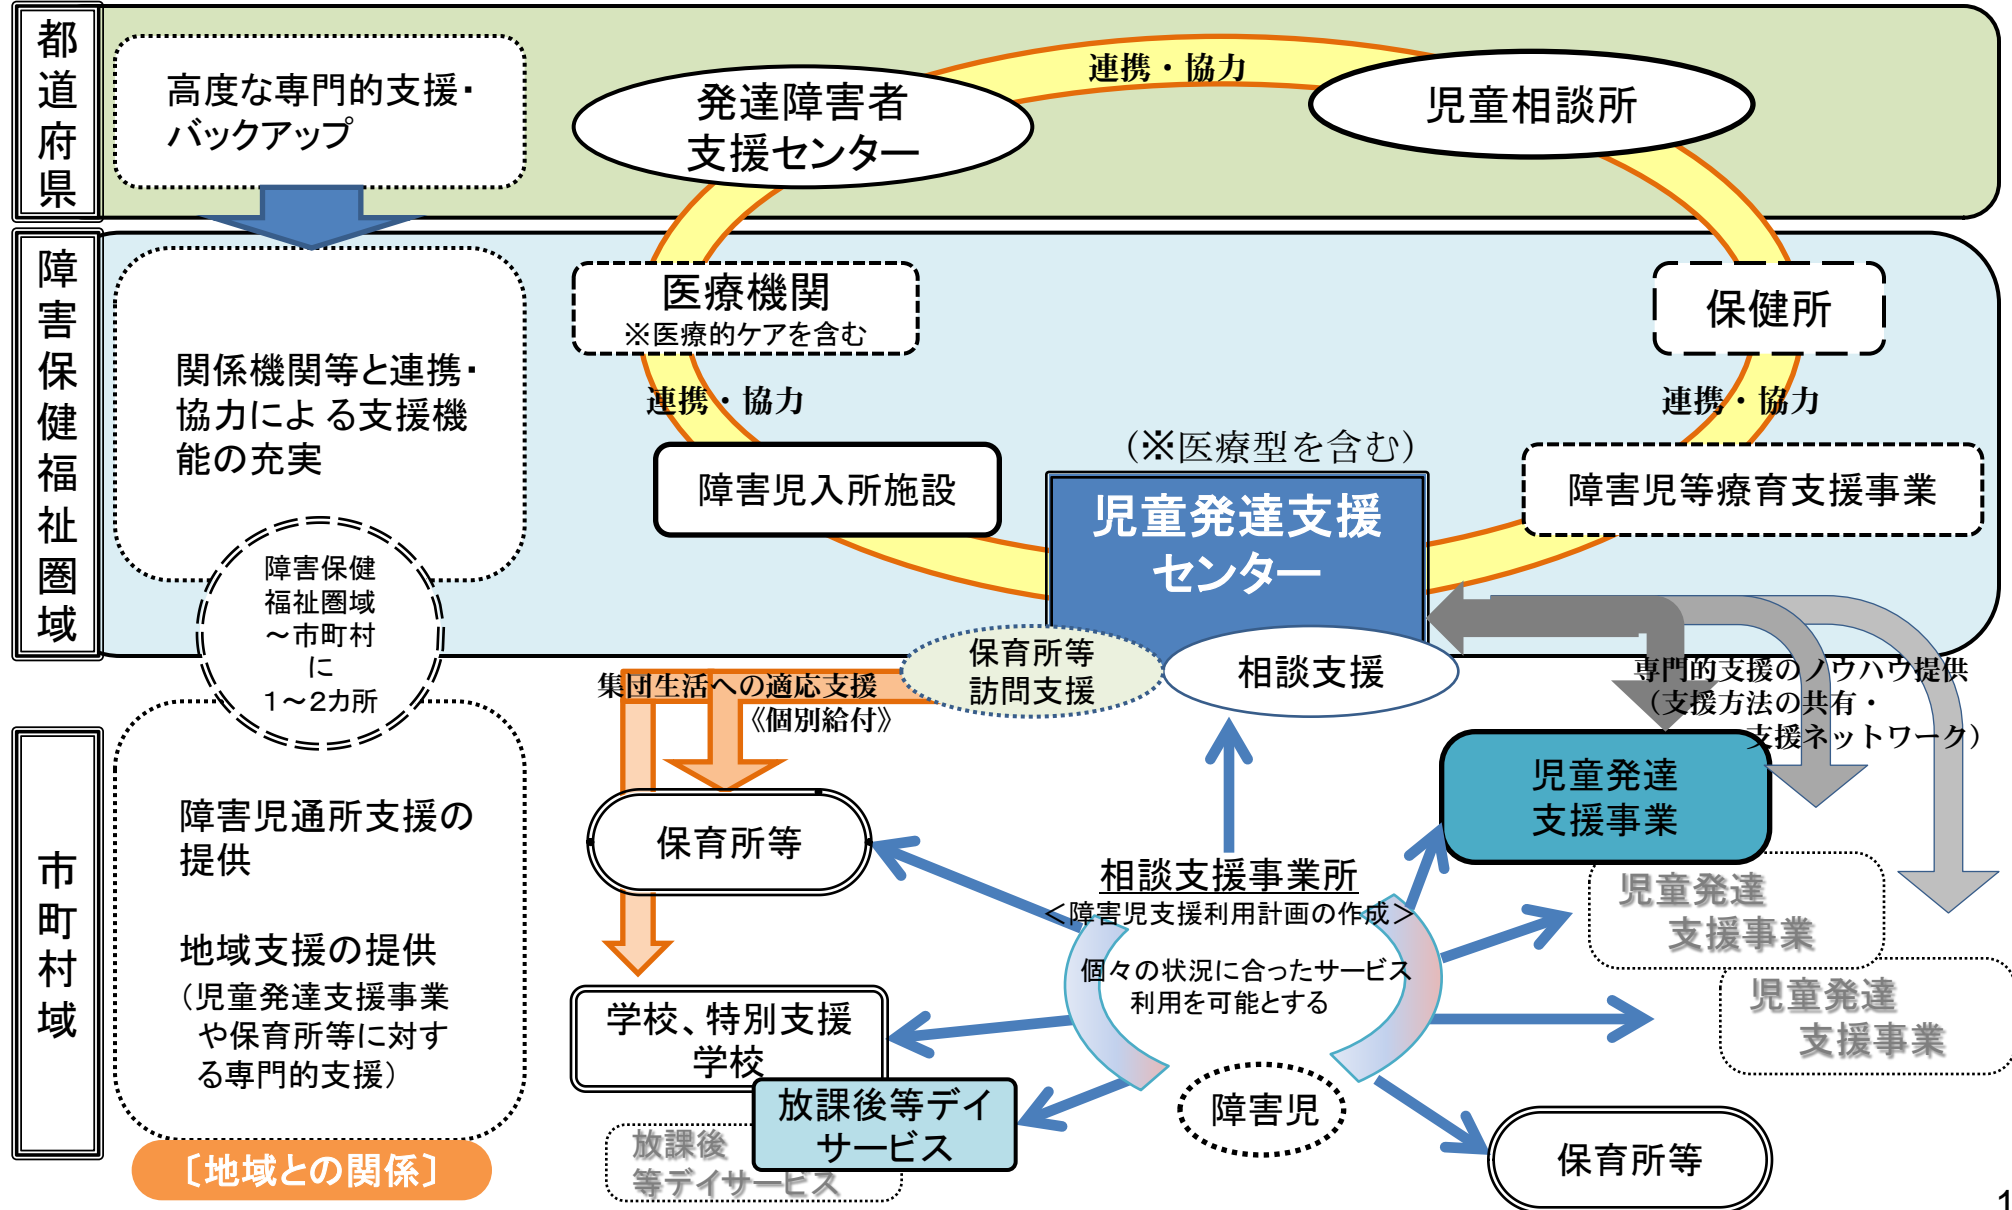 都道府県
高度な専門的支援・
バックアップ
発達障害者
支援センター
連携・協力
児童相談所
障害保健福祉圏域
関係機関等と連携・
協力による支援機
能の充実
医療機関
※医療的ケアを含む
保健所
連携・協力
連携・協力
障害児入所施設
（※医療型を含む）
児童発達支援
センター
障害児等療育支援事業
障害保健
福祉圏域
～市町村
に
1～2カ所
保育所等
訪問支援
相談支援
集団生活への適応支援
《個別給付》
専門的支援のノウハウ提供
（支援方法の共有・
支援ネットワーク）
市町村域
障害児通所支援の
提供
地域支援の提供
（児童発達支援事業
や保育所等に対す
る専門的支援）
〔地域との関係〕
保育所等
児童発達
支援事業
児童発達
支援事業
児童発達
支援事業
相談支援事業所
＜障害児支援利用計画の作成＞
個々の状況に合ったサービス
利用を可能とする
学校、特別支援
学校
放課後等デイ
サービス
放課後
等デイサービス
障害児
保育所等
1